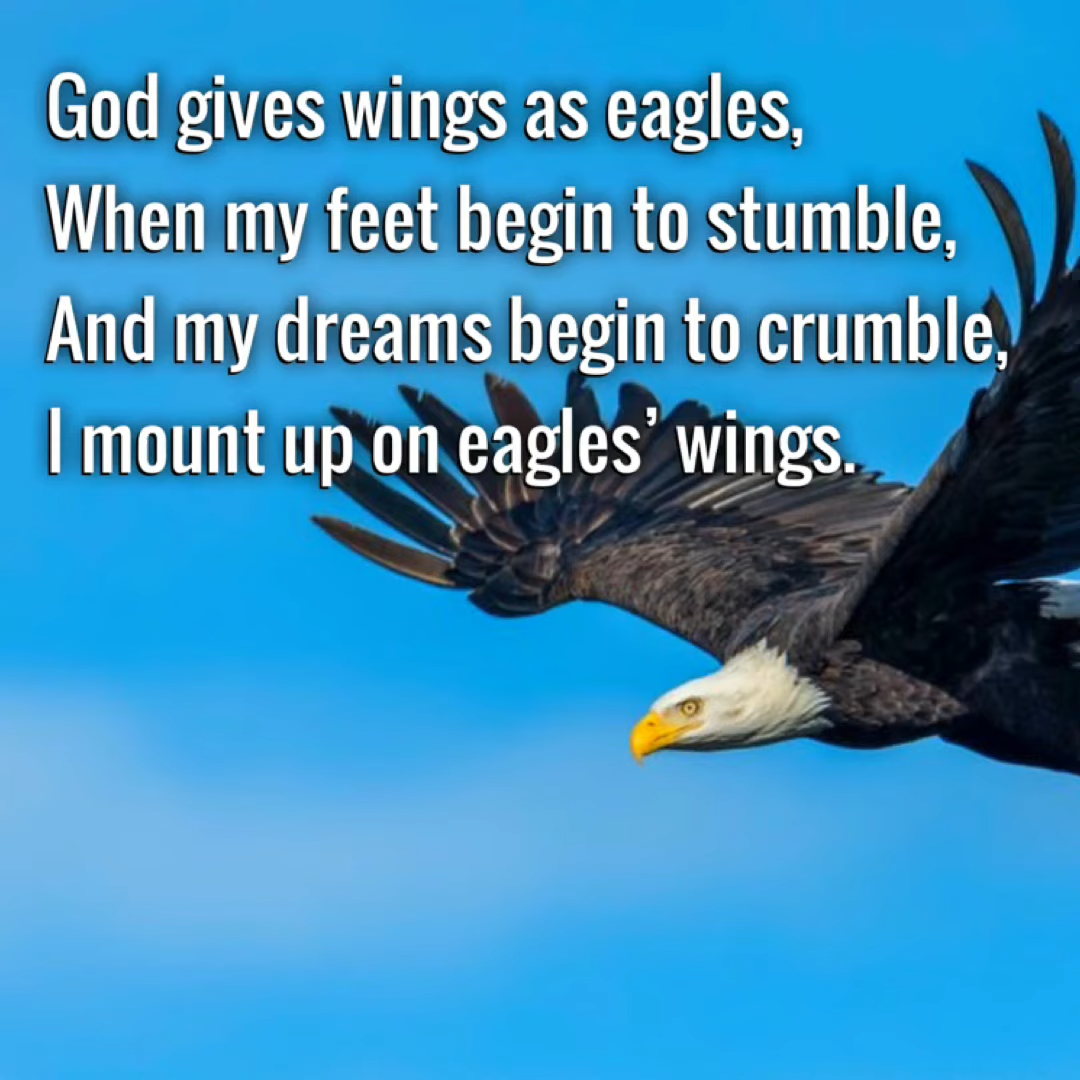 God gives wings as eagles,
When my feet begin to stumble,
And my dreams begin to crumble,
I mount up on eagles’ wings.